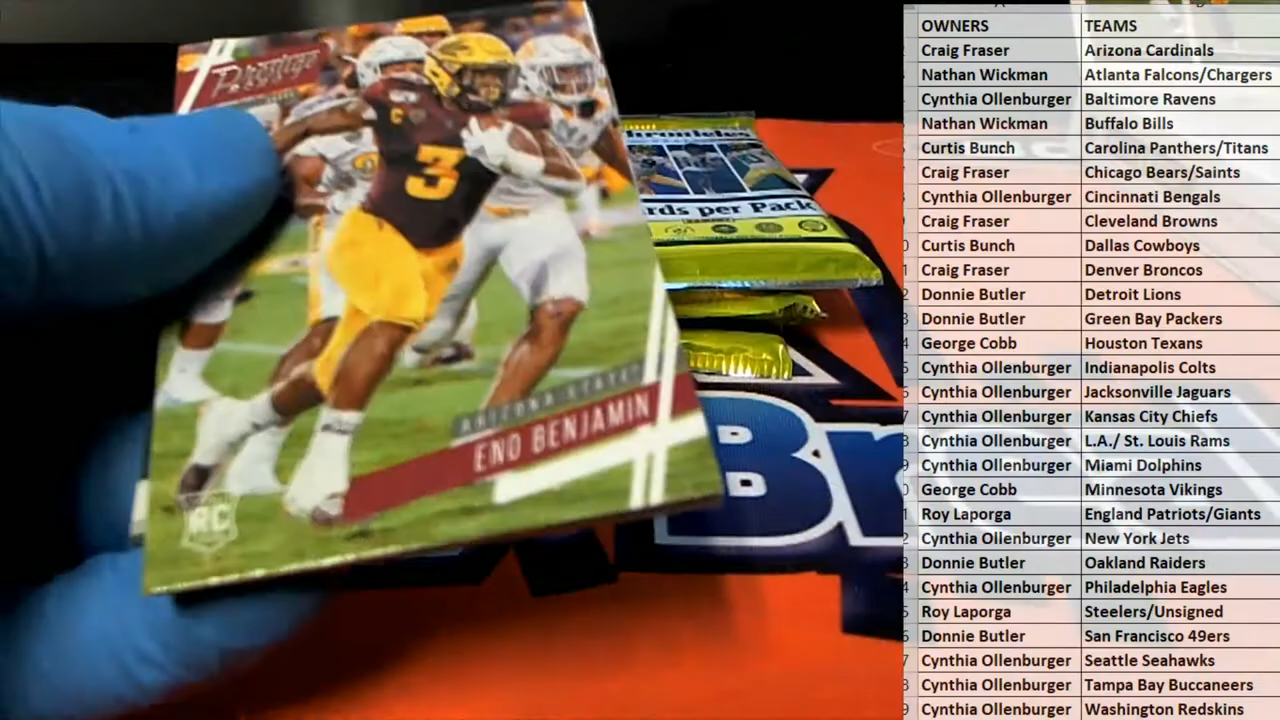 Prestige
3
C
ARIZONA STATE
ENO BENJAMIN
RC
Chronicles
rds per Pack
Br
OWNERS TEAMS
Craig Fraser Arizona Cardinals
Nathan Wickman Atlanta Falcons/Chargers
Cynthia Ollenburger Baltimore Ravens
Nathan Wickman Buffalo Bills
Curtis Bunch Carolina Panthers/Titans
Craig Fraser Chicago Bears/Saints
Cynthia Ollenburger Cincinnati Bengals
Craig Fraser Cleveland Browns
Curtis Bunch Dallas Cowboys
Craig Fraser Denver Broncos
Donnie Butler Detroit Lions
Donnie Butler Green Bay Packers
George Cobb Houston Texans
Cynthia Ollenburger Indianapolis Colts
Cynthia Ollenburger Jacksonville Jaguars
Cynthia Ollenburger Kansas City Chiefs
Cynthia Ollenburger L.A./ St. Louis Rams
Cynthia Ollenburger Miami Dolphins
George Cobb Minnesota Vikings
Roy Laporga England Patriots/Giants
Cynthia Ollenburger New York Jets
Donnie Butler Oakland Raiders
Cynthia Ollenburger Philadelphia Eagles
Roy Laporga Steelers/Unsigned
Donnie Butler San Francisco 49ers
Cynthia Ollenburger Seattle Seahawks
Cynthia Ollenburger Tampa Bay Buccaneers
Cynthia Ollenburger Washington Redskins